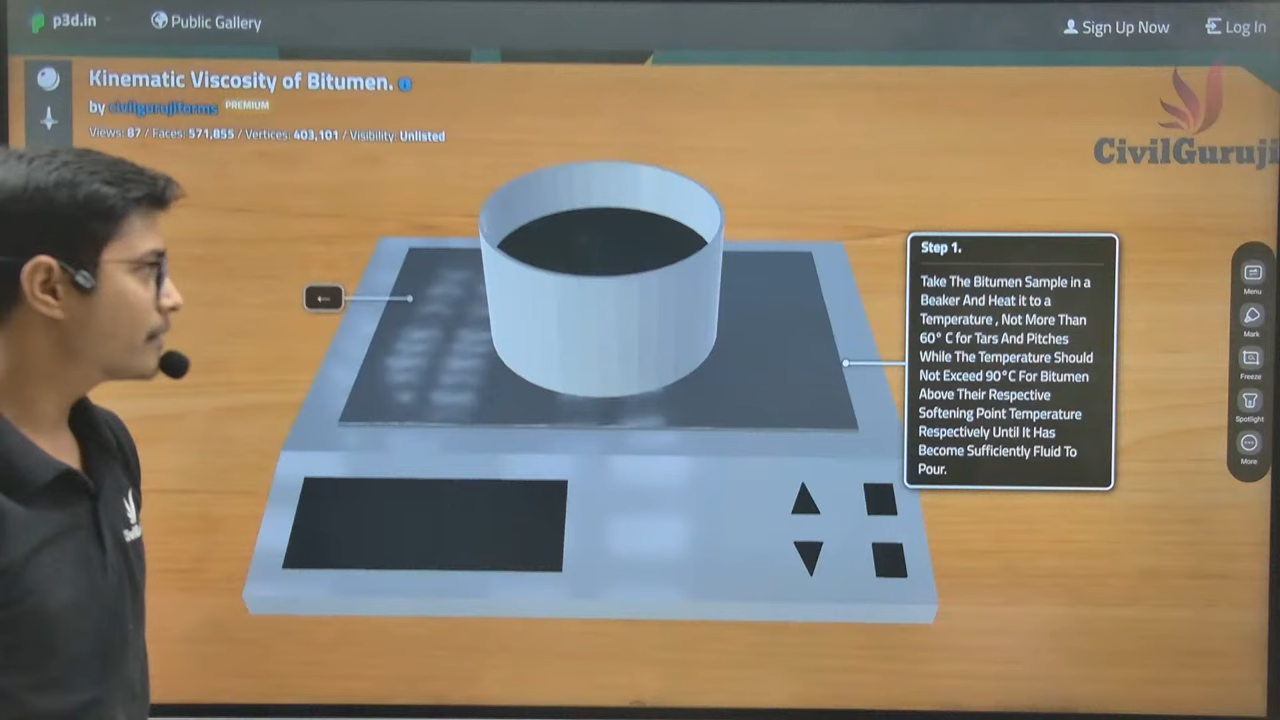 p3d.in
Public Gallery
Sign Up Now
Log In
Kinematic Viscosity of Bitumen.
by civilgurujiforms PREMIUM
Views: 87 / Faces: 571,855 / Vertices: 403,101 / Visibility: Unlisted
CivilGuruji
Step 1.
Take The Bitumen Sample in a
Beaker And Heat it to a
Temperature , Not More Than
60° C for Tars And Pitches
While The Temperature Should
Not Exceed 90°C For Bitumen
Above Their Respective
Softening Point Temperature
Respectively Until It Has
Become Sufficiently Fluid To
Pour.
Menu
Mark
Freeze
Spotlight
More